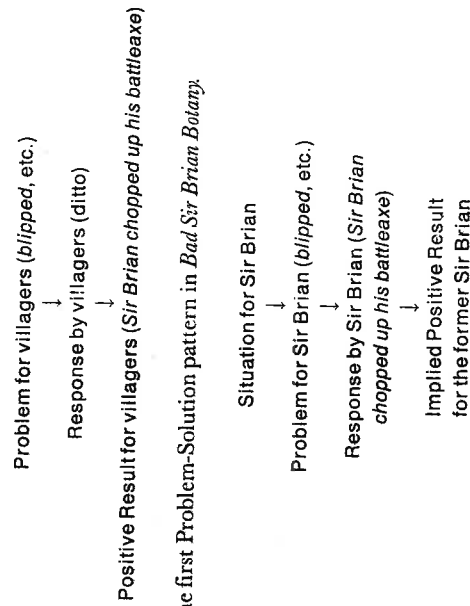 Problem for villagers (blipped, etc.)
↓
Response by villagers (ditto)
↓
Positive Result for villagers (Sir Brian chopped up his battleaxe)
first Problem-Solution pattern in Bad Sir Brian Botany.
Situation for Sir Brian
↓
Problem for Sir Brian (blipped, etc.)
↓
Response by Sir Brian (Sir Brian
chopped up his battleaxe)
↓
Implied Positive Result
for the former Sir Brian